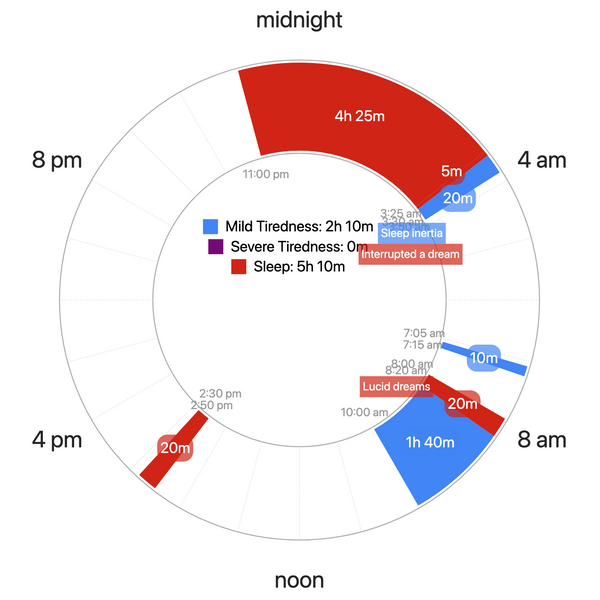 midnight
4h 25m
8 pm
4 am
5m
11:00 pm
20m
3:25 am
3:30 am
Mild Tiredness: 2h 10m
Sleep inertia
Severe Tiredness: 0m
Interrupted a dream
Sleep: 5h 10m
7:05 am
7:15 am
10m
8:00 am
8:20 am
Lucid dreams
2:30 pm
2:50 pm
20m
10:00 am
4 pm
1h 40m
8 am
20m
noon